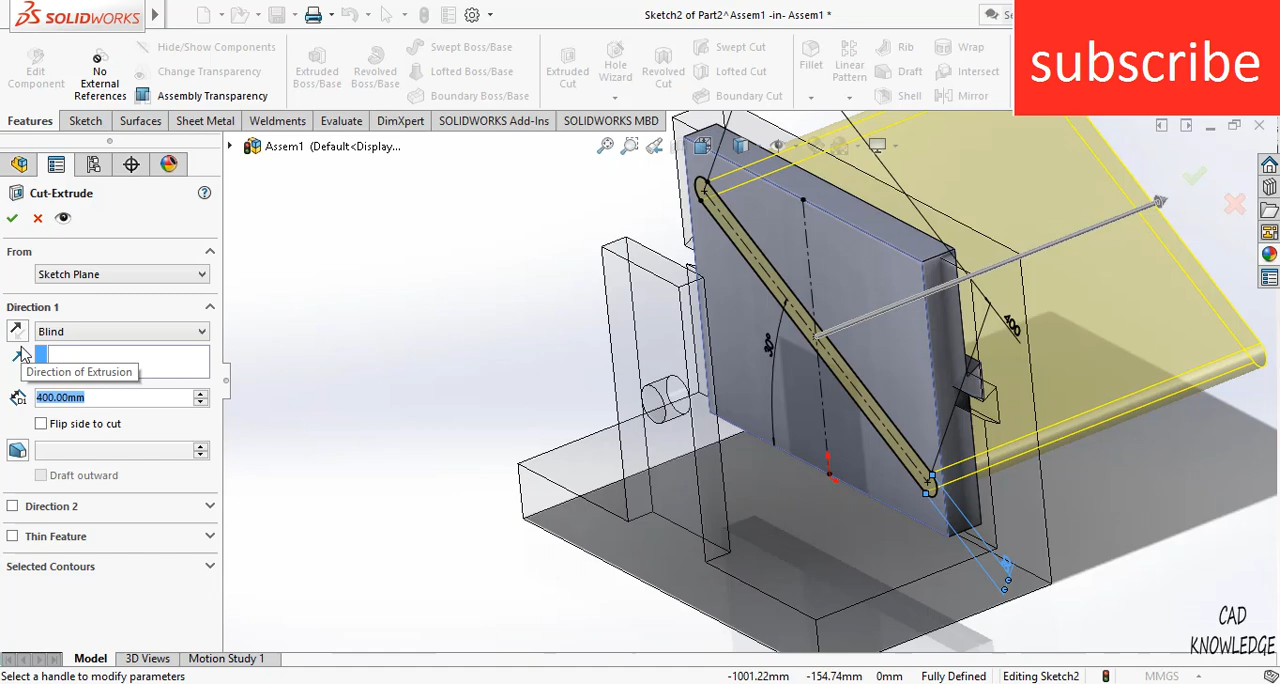 SOLIDWORKS
Sketch2 of Part2^Assem1 -in- Assem1 *
Se
subscribe
Edit Component
No External References
Hide/Show Components
Change Transparency
Assembly Transparency
Extruded Boss/Base
Revolved Boss/Base
Swept Boss/Base
Lofted Boss/Base
Boundary Boss/Base
Extruded Cut
Hole Wizard
Revolved Cut
Swept Cut
Lofted Cut
Boundary Cut
Fillet
Linear Pattern
Rib
Draft
Shell
Wrap
Intersect
Mirror
Features
Sketch
Surfaces
Sheet Metal
Weldments
Evaluate
DimXpert
SOLIDWORKS Add-Ins
SOLIDWORKS MBD
Assem1 (Default<Display...
Cut-Extrude
From
Sketch Plane
Direction 1
Blind
Direction of Extrusion
400.00mm
Flip side to cut
Draft outward
Direction 2
Thin Feature
Selected Contours
400
30°
CAD
KNOWLEDGE
Model
3D Views
Motion Study 1
Select a handle to modify parameters
-1001.22mm
-154.74mm
0mm
Fully Defined
Editing Sketch2
MMGS